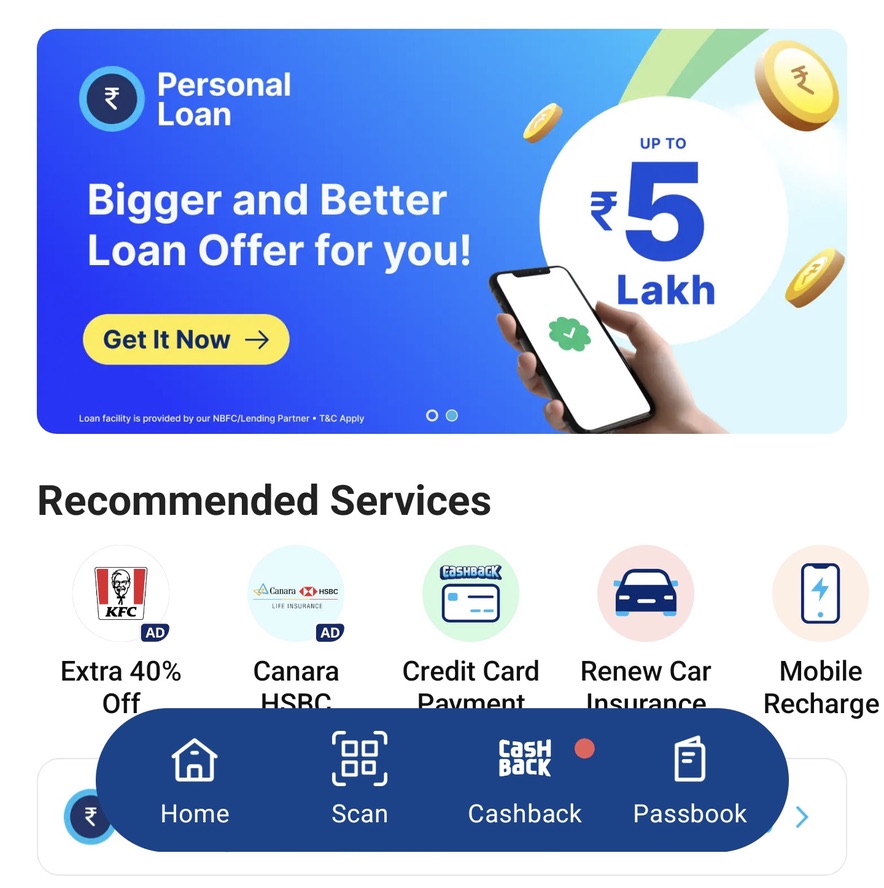 ₹
Personal
Loan
Bigger and Better
Loan Offer for you!
Get It Now →
Loan facility is provided by our NBFC/Lending Partner • T&C Apply
UP TO
₹5
Lakh
Recommended Services
KFC
AD
Canara HSBC
LIFE INSURANCE
AD
CASHBACK
Extra 40%
Off
Canara
HSBC
Credit Card
Payment
Renew Car
Insurance
Mobile
Recharge
Home
Scan
CASH
BACK
Cashback
Passbook
₹